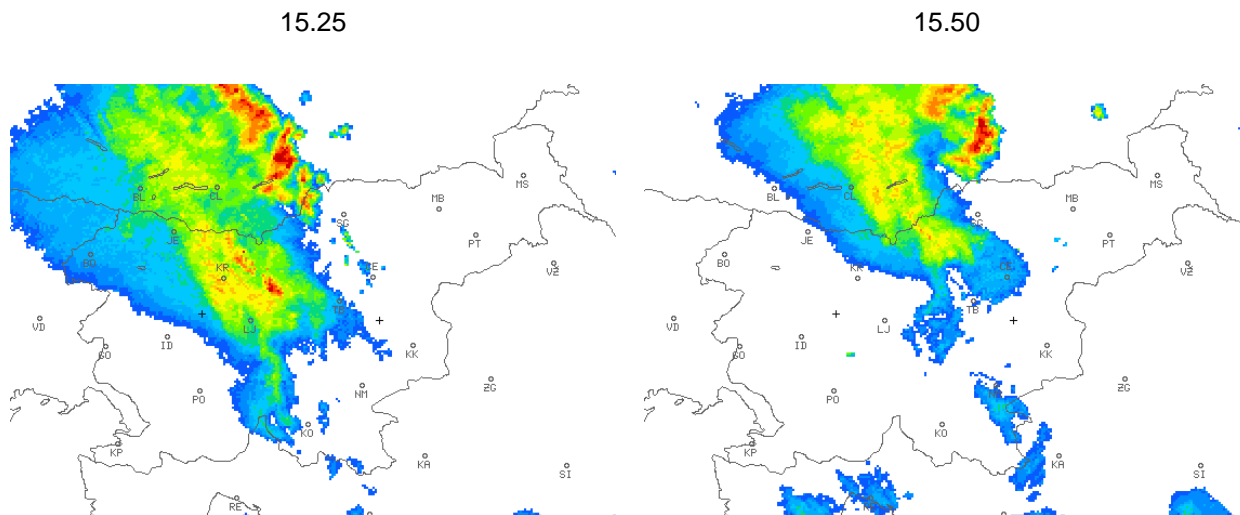 15.25
MS
BL
CL
MB
SG
JE
PT
BO
KR
CE
VŽ
TB
VD
LJ
ID
GO
KK
ZG
PO
NM
KO
KP
KA
SI
RE
15.50
MS
BL
CL
MB
SG
JE
PT
BO
KR
CE
VŽ
TB
VD
LJ
ID
GO
KK
ZG
PO
KO
KP
KA
SI